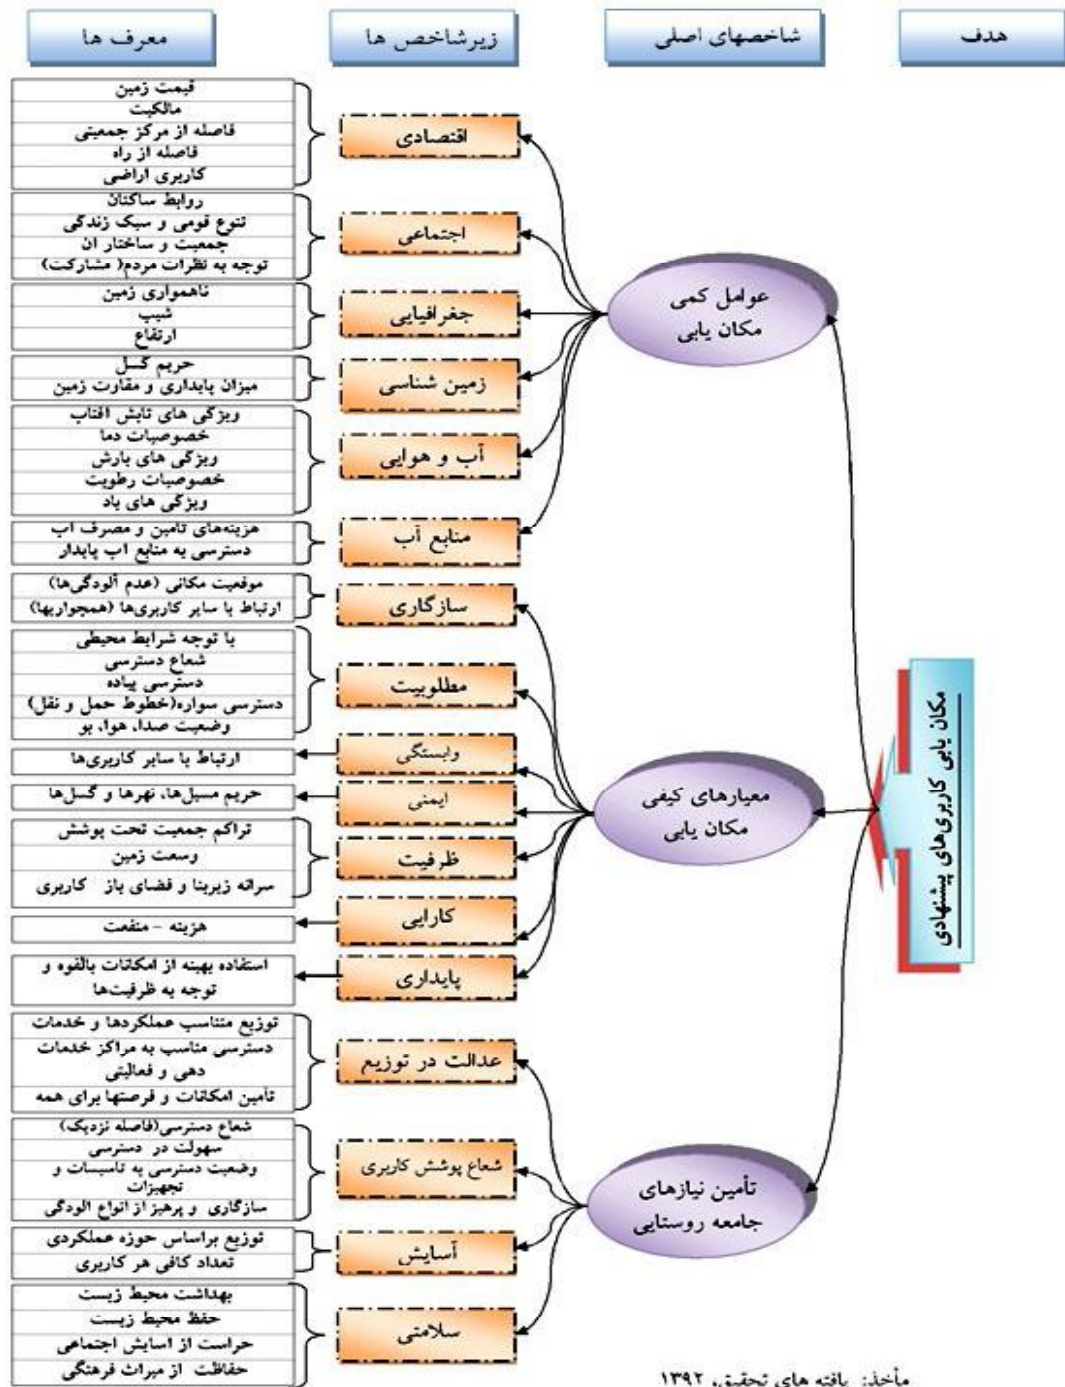 هدف
شاخصهای اصلی
زیرشاخص ها
معرف ها
مکان یابی کاربری‌های پیشنهادی
عوامل کمی
مکان یابی
اقتصادی
قیمت زمین
مالکیت
فاصله از مرکز جمعیتی
فاصله از راه
کاربری اراضی
اجتماعی
روابط ساکنان
تنوع قومی و سبک زندگی
جمعیت و ساختار ان
توجه به نظرات مردم( مشارکت)
جغرافیایی
ناهمواری زمین
شیب
ارتفاع
زمین شناسی
حریم گسل
میزان پایداری و مقاوت زمین
آب و هوایی
ویژگی های تابش افتاب
خصوصیات دما
ویژگی های بارش
خصوصیات رطوبت
ویژگی های باد
منابع آب
هزینه‌های تامین و مصرف اب
دسترسی به منابع اب پایدار
معیارهای کیفی
مکان یابی
سازگاری
موقعیت مکانی (عدم آلودگی‌ها)
ارتباط با سایر کاربری‌ها (همجواریها)
مطلوبیت
با توجه شرایط محیطی
شعاع دسترسی
دسترسی پیاده
دسترسی سواره(خطوط حمل و نقل)
وضعیت صدا، هوا، بو
وابستگی
ارتباط با سایر کاربری‌ها
ایمنی
حریم مسیل‌ها، نهرها و گسل‌ها
ظرفیت
تراکم جمعیت تحت پوشش
وسعت زمین
سرانه زیربنا و فضای باز کاربری
کارایی
هزینه - منفعت
پایداری
استفاده بهینه از امکانات بالقوه و
توجه به ظرفیت‌ها
تأمین نیازهای
جامعه روستایی
عدالت در توزیع
توزیع متناسب عملکردها و خدمات
دسترسی مناسب به مراکز خدمات
دهی و فعالیتی
تأمین امکانات و فرصتها برای همه
شعاع پوشش کاربری
شعاع دسترسی(فاصله نزدیک)
سهولت در دسترسی
وضعیت دسترسی به تاسیسات و
تجهیزات
سازگاری و پرهیز از انواع الودگی
آسایش
توزیع براساس حوزه عملکردی
تعداد کافی هر کاربری
سلامتی
بهداشت محیط زیست
حفظ محیط زیست
حراست از اسایش اجتماعی
حفاظت از میراث فرهنگی
مأخذ: یافته های تحقیق، ۱۳۹۲